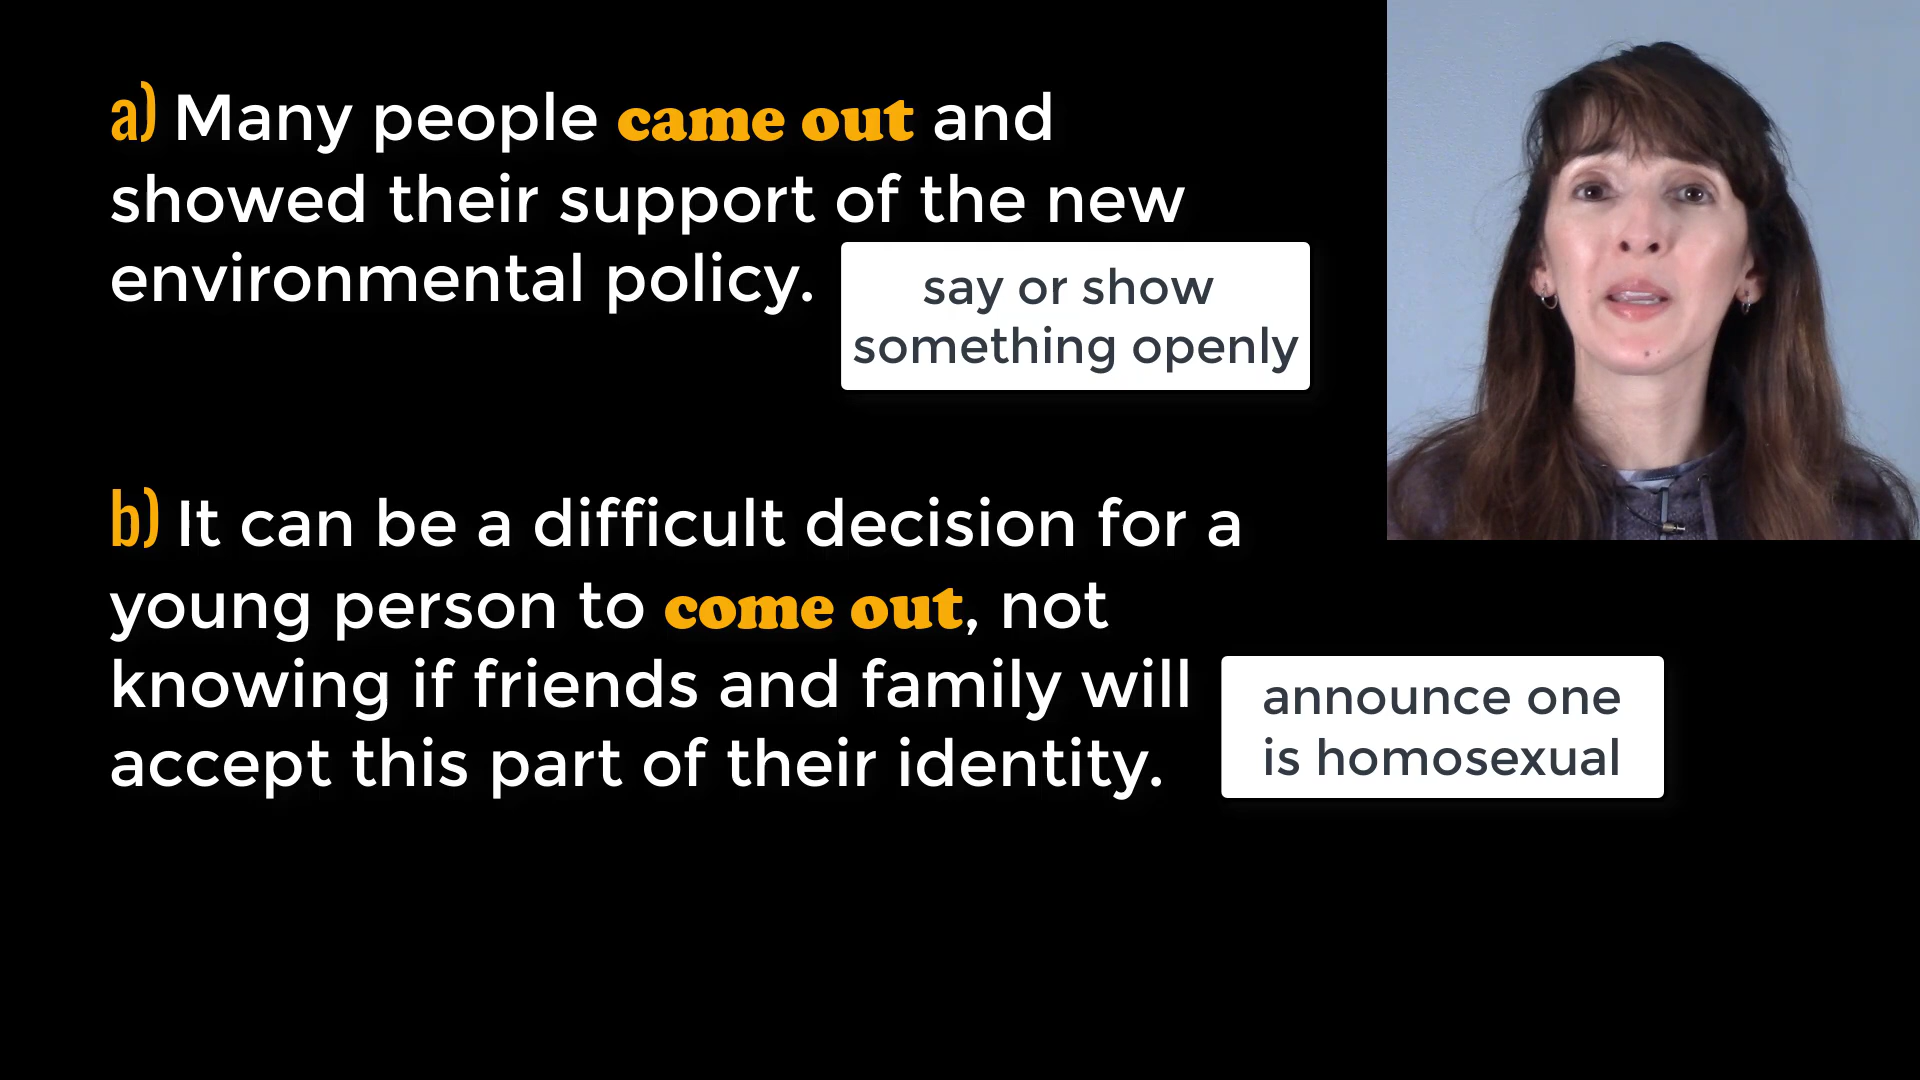 a) Many people came out and
showed their support of the new
environmental policy.
say or show
something openly
b) It can be a difficult decision for a
young person to come out, not
knowing if friends and family will
accept this part of their identity.
announce one
is homosexual